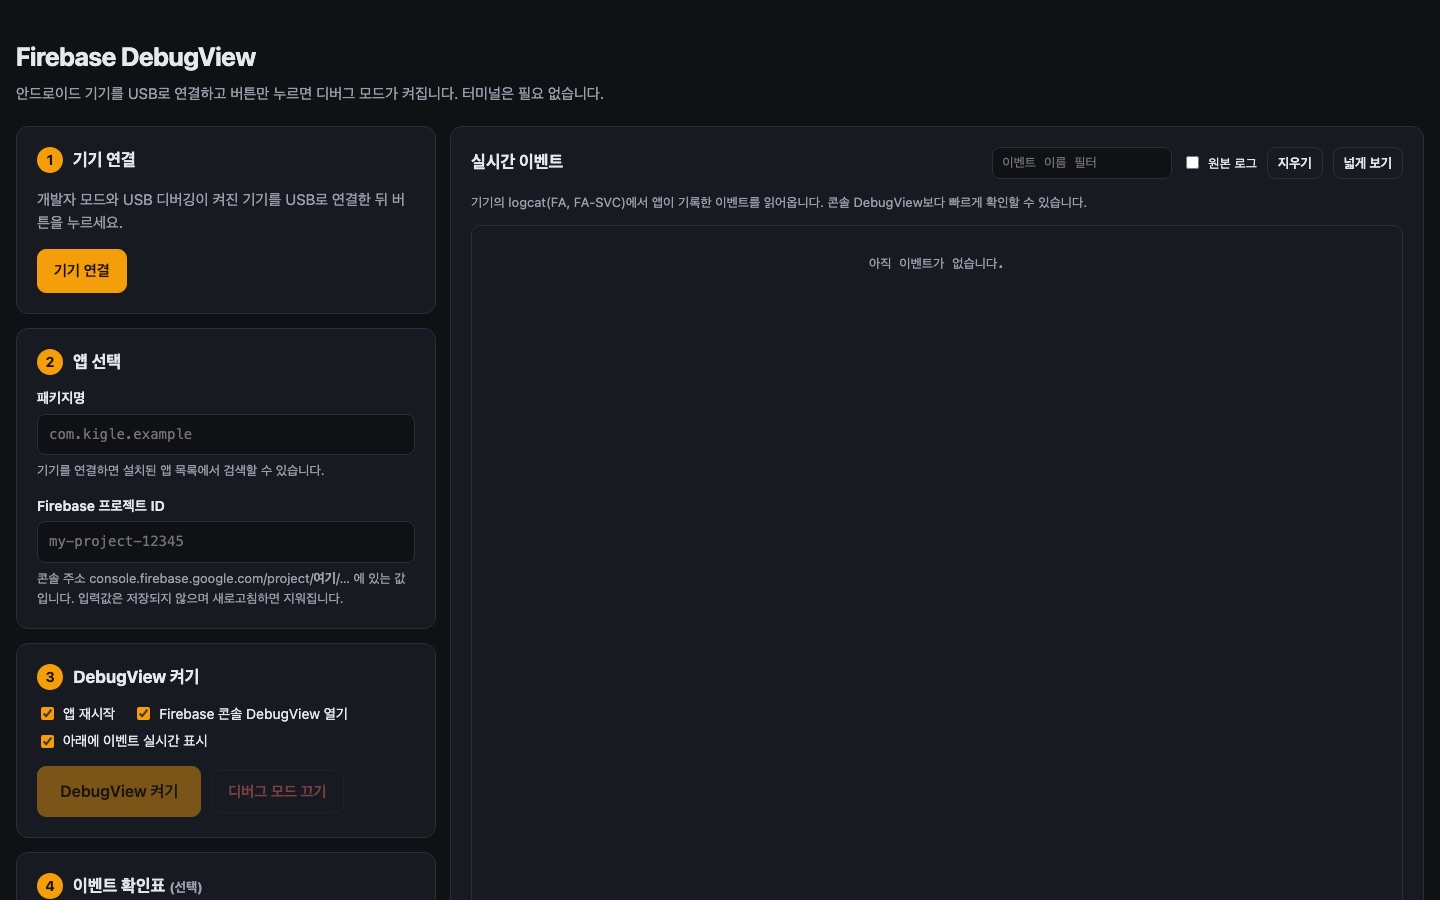 Firebase DebugView
안드로이드 기기를 USB로 연결하고 버튼만 누르면 디버그 모드가 켜집니다. 터미널은 필요 없습니다.
1 기기 연결
개발자 모드와 USB 디버깅이 켜진 기기를 USB로 연결한 뒤 버
튼을 누르세요.
기기 연결
2 앱 선택
패키지명
com.kigle.example
기기를 연결하면 설치된 앱 목록에서 검색할 수 있습니다.
Firebase 프로젝트 ID
my-project-12345
콘솔 주소 console.firebase.google.com/project/여기/... 에 있는 값
입니다. 입력값은 저장되지 않으며 새로고침하면 지워집니다.
3 DebugView 켜기
앱 재시작 Firebase 콘솔 DebugView 열기
아래에 이벤트 실시간 표시
DebugView 켜기 디버그 모드 끄기
4 이벤트 확인표 (선택)
실시간 이벤트 이벤트 이름 필터 원본 로그 지우기 넓게 보기
기기의 logcat(FA, FA-SVC)에서 앱이 기록한 이벤트를 읽어옵니다. 콘솔 DebugView보다 빠르게 확인할 수 있습니다.
아직 이벤트가 없습니다.